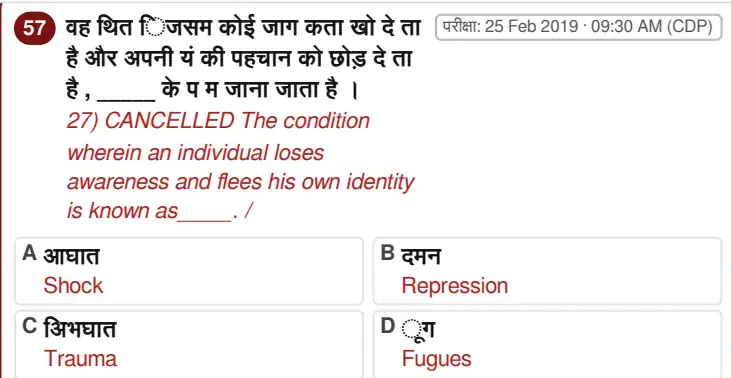 57 वह थित िजसम कोई जाग कता खो दे ता परीक्षा: 25 Feb 2019 · 09:30 AM (CDP)
है और अपनी यं की पहचान को छोड़ दे ता
है , _____ के प म जाना जाता है ।
27) CANCELLED The condition
wherein an individual loses
awareness and flees his own identity
is known as_____. /
A आघात
Shock
B दमन
Repression
C अिभघात
Trauma
D ूग
Fugues